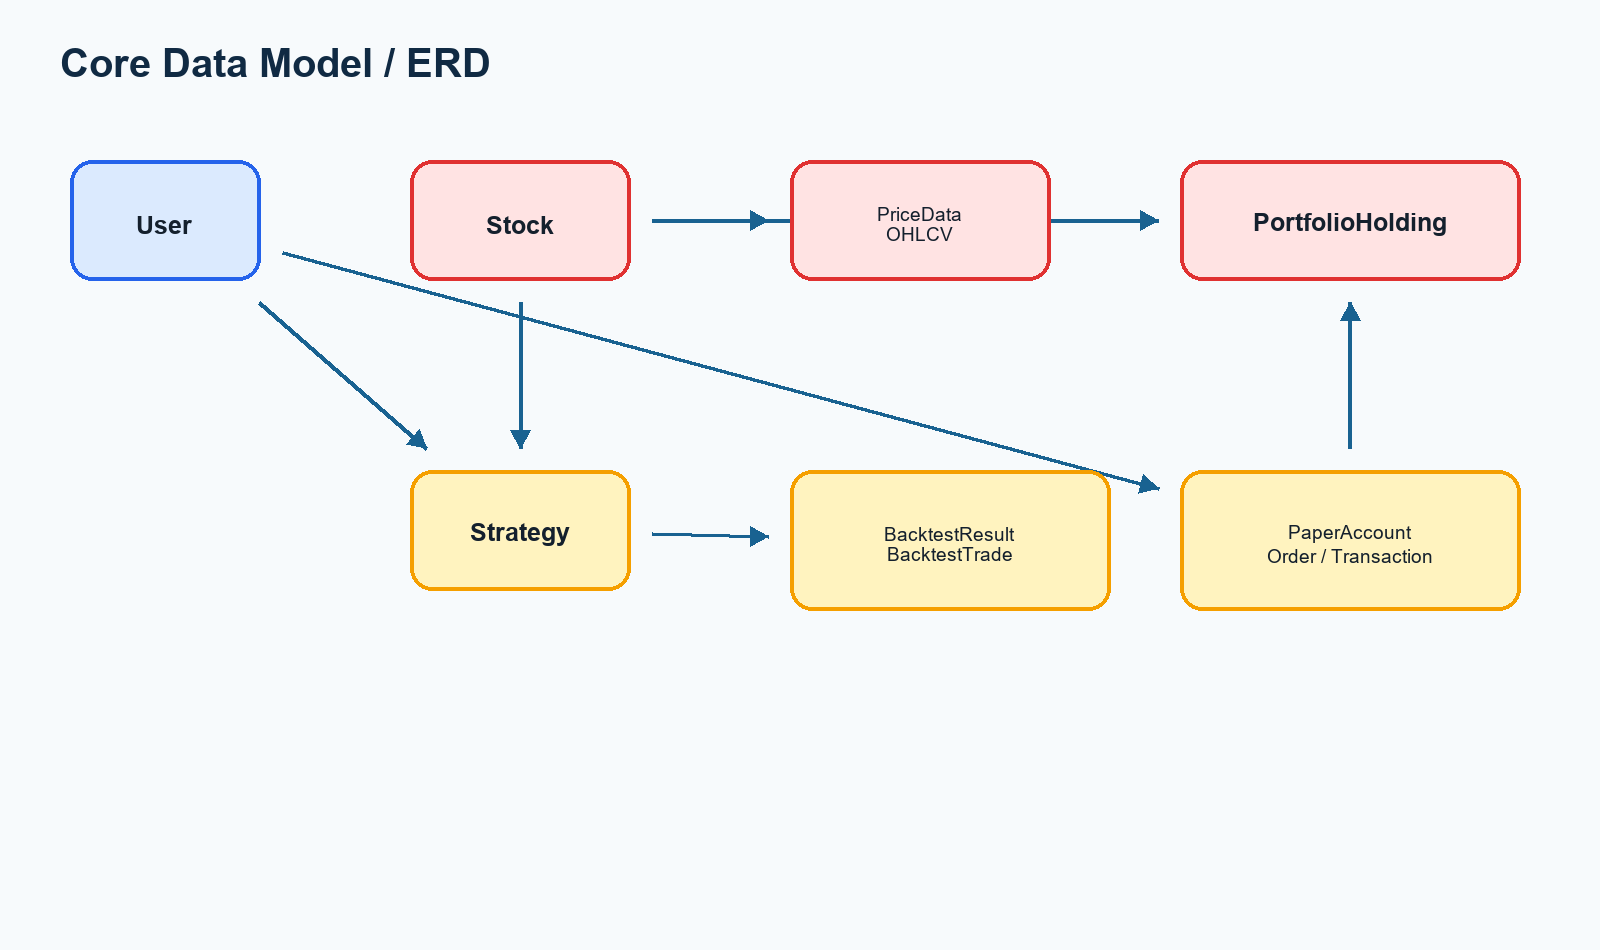 Core Data Model / ERD
User
Stock
PriceData
OHLCV
PortfolioHolding
Strategy
BacktestResult
BacktestTrade
PaperAccount
Order / Transaction